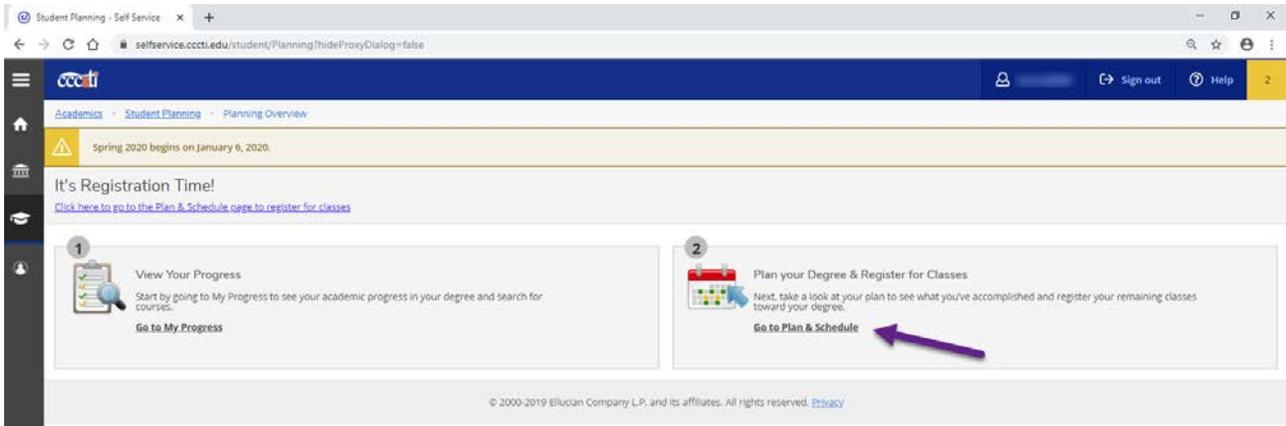 Student Planning - Self Service
selfservice.cccti.edu/student/Planning?hideProxyDialog=false
cccti
Sign out
Help
2
Academics · Student Planning · Planning Overview
Spring 2020 begins on January 6, 2020.
It's Registration Time!
Click here to go to the Plan & Schedule page to register for classes
1
View Your Progress
Start by going to My Progress to see your academic progress in your degree and search for
courses.
Go to My Progress
2
Plan your Degree & Register for Classes
Next, take a look at your plan to see what you've accomplished and register your remaining classes
toward your degree.
Go to Plan & Schedule
© 2000-2019 Ellucian Company L.P. and its affiliates. All rights reserved. Privacy